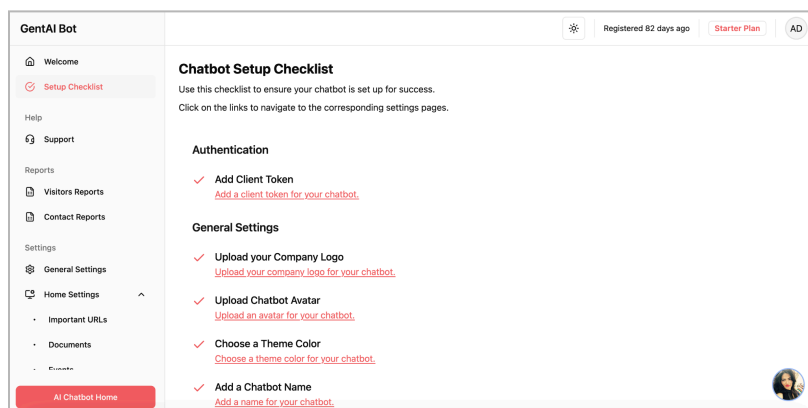 GentAI Bot
Registered 82 days ago
Starter Plan
AD
Welcome
Setup Checklist
Help
Support
Reports
Visitors Reports
Contact Reports
Settings
General Settings
Home Settings
Important URLs
Documents
Events
AI Chatbot Home
Chatbot Setup Checklist
Use this checklist to ensure your chatbot is set up for success.
Click on the links to navigate to the corresponding settings pages.
Authentication
Add Client Token
Add a client token for your chatbot.
General Settings
Upload your Company Logo
Upload your company logo for your chatbot.
Upload Chatbot Avatar
Upload an avatar for your chatbot.
Choose a Theme Color
Choose a theme color for your chatbot.
Add a Chatbot Name
Add a name for your chatbot.